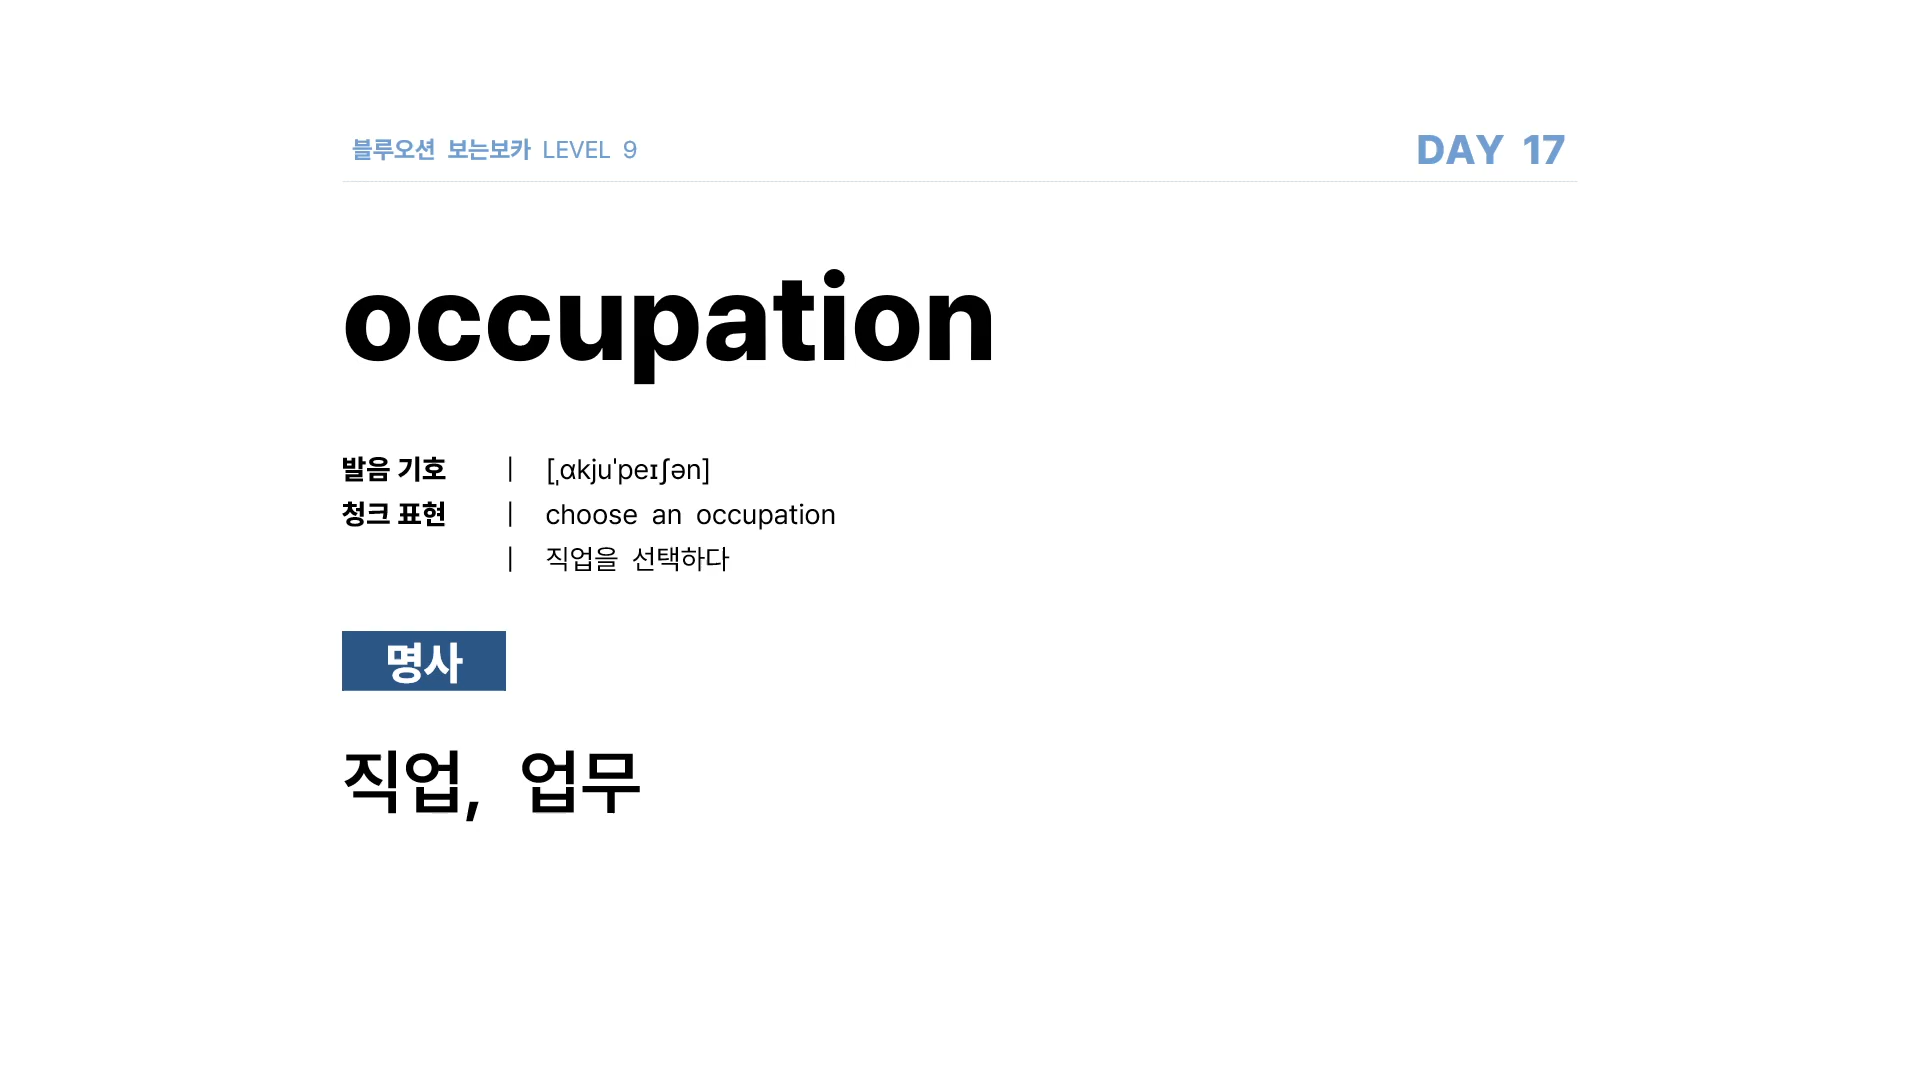 블루오션 보는보카 LEVEL 9
DAY 17
occupation
발음 기호 | [ˌɑkjuˈpeɪʃən]
청크 표현 | choose an occupation
| 직업을 선택하다
명사
직업, 업무